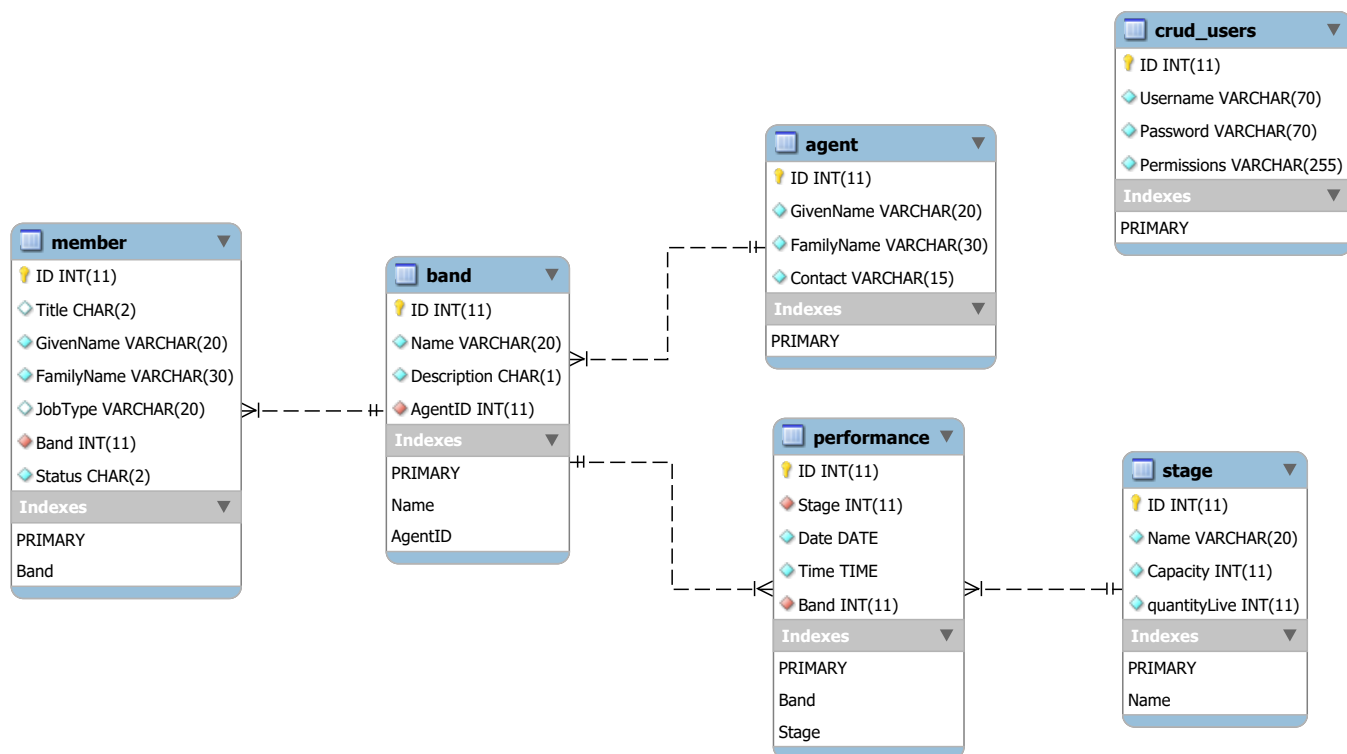 crud_users
ID INT(11)
Username VARCHAR(70)
Password VARCHAR(70)
Permissions VARCHAR(255)
Indexes
PRIMARY
agent
ID INT(11)
GivenName VARCHAR(20)
FamilyName VARCHAR(30)
Contact VARCHAR(15)
Indexes
PRIMARY
member
ID INT(11)
Title CHAR(2)
GivenName VARCHAR(20)
FamilyName VARCHAR(30)
JobType VARCHAR(20)
Band INT(11)
Status CHAR(2)
Indexes
PRIMARY
Band
band
ID INT(11)
Name VARCHAR(20)
Description CHAR(1)
AgentID INT(11)
Indexes
PRIMARY
Name
AgentID
performance
ID INT(11)
Stage INT(11)
Date DATE
Time TIME
Band INT(11)
Indexes
PRIMARY
Band
Stage
stage
ID INT(11)
Name VARCHAR(20)
Capacity INT(11)
quantityLive INT(11)
Indexes
PRIMARY
Name